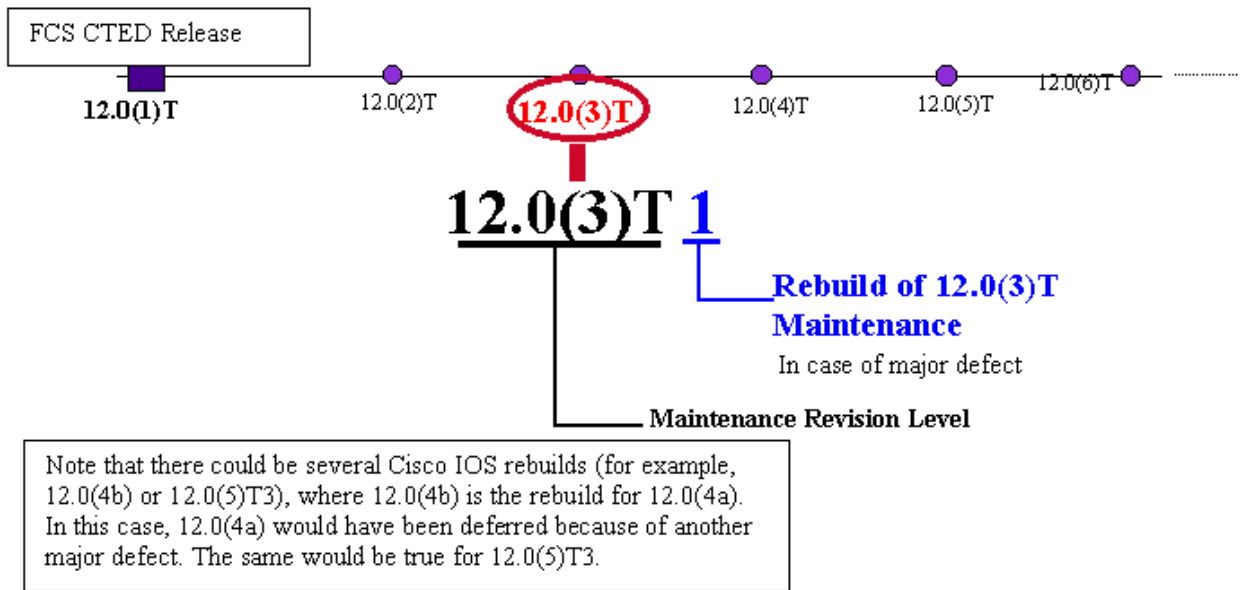 FCS CTED Release
12.0(1)T
12.0(2)T
12.0(3)T
12.0(4)T
12.0(5)T
12.0(6)T
12.0(3)T 1
Rebuild of 12.0(3)T
Maintenance
In case of major defect
Maintenance Revision Level
Note that there could be several Cisco IOS rebuilds (for example,
12.0(4b) or 12.0(5)T3), where 12.0(4b) is the rebuild for 12.0(4a).
In this case, 12.0(4a) would have been deferred because of another
major defect. The same would be true for 12.0(5)T3.